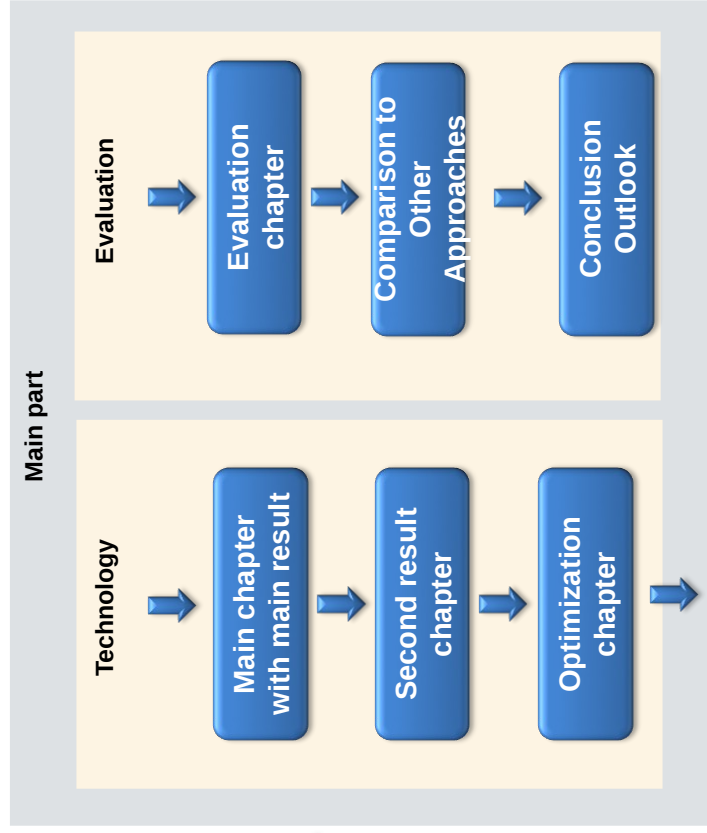 Main part
Technology
Main chapter
with main result
Second result
chapter
Optimization
chapter
Evaluation
Evaluation
chapter
Comparison to
Other
Approaches
Conclusion
Outlook